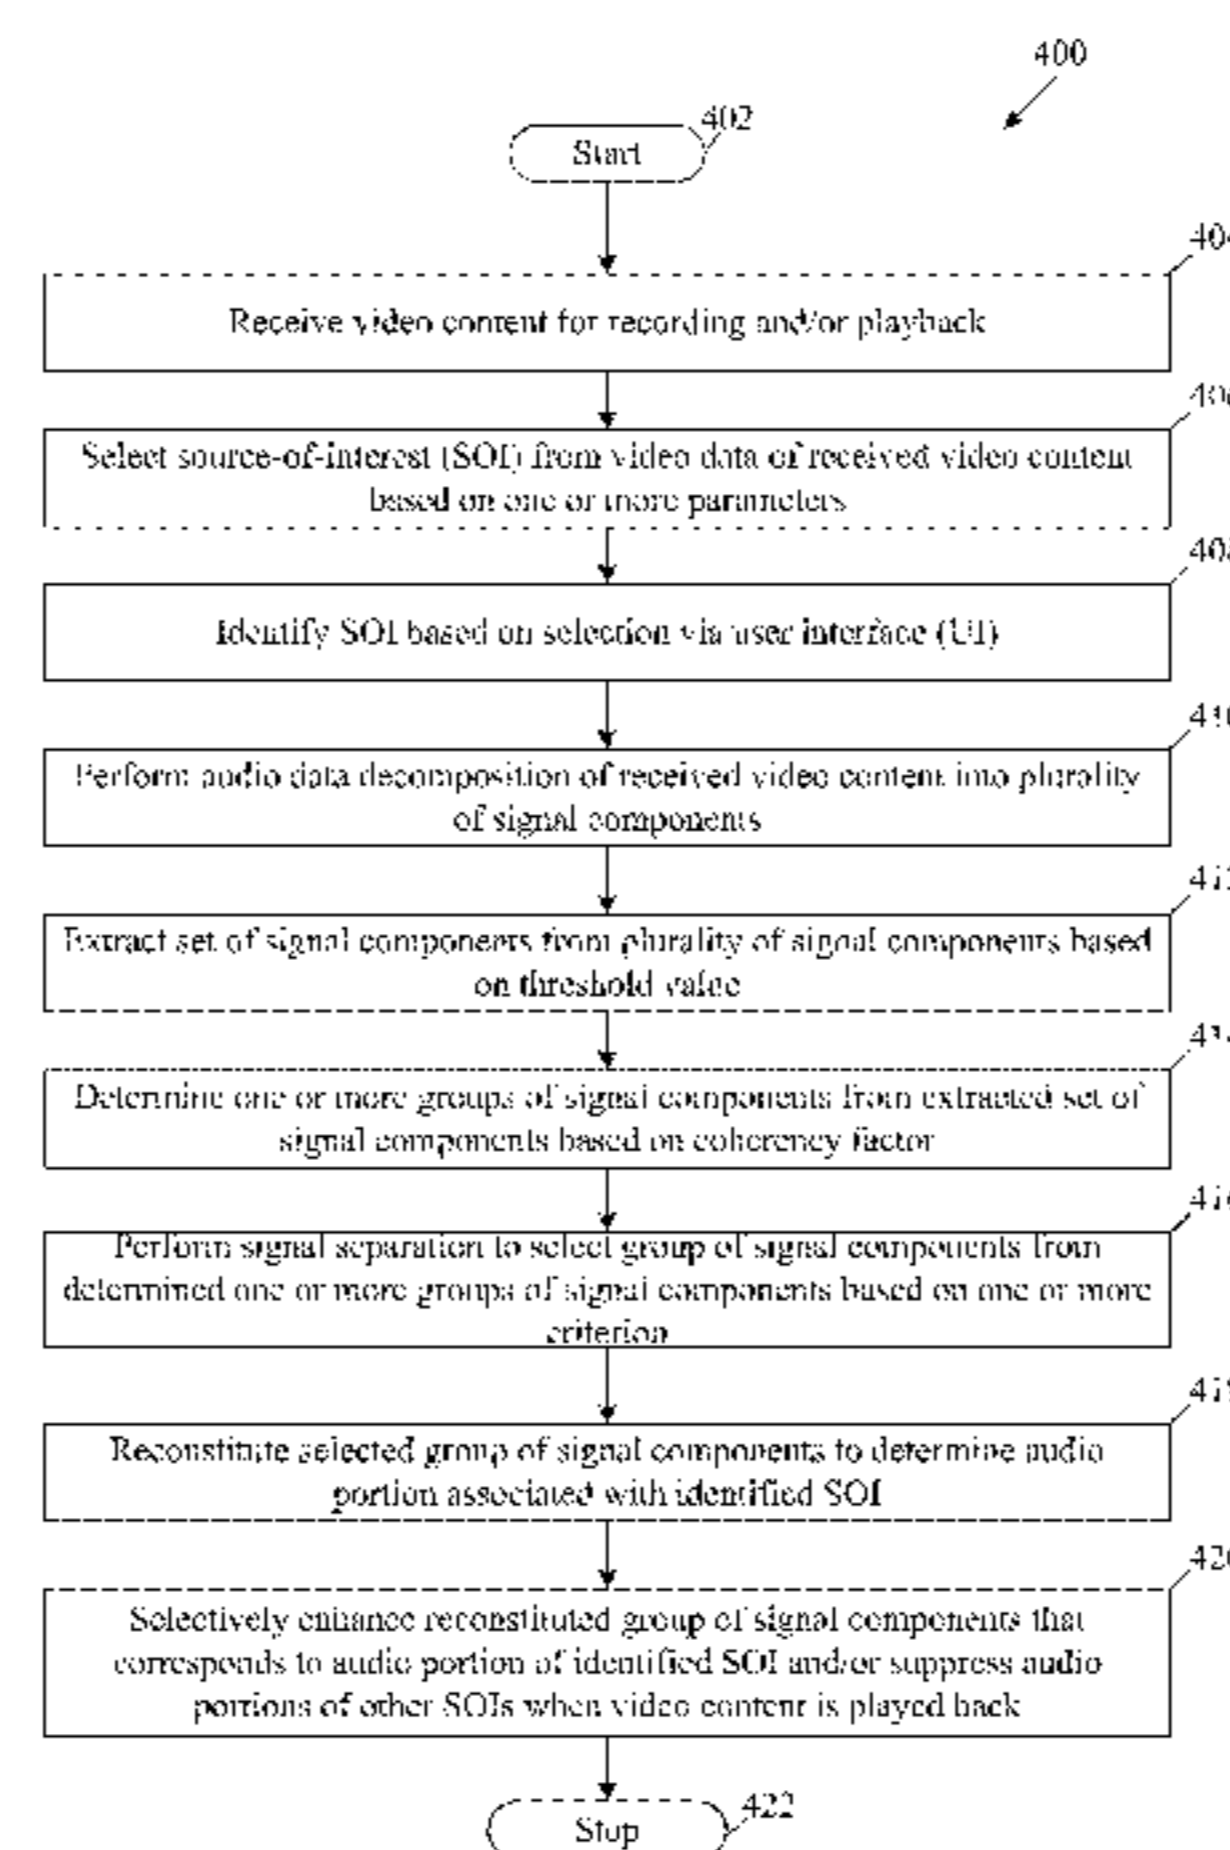 400
402
Start
Receive video content for recording and/or playback
Select source-of-interest (SOI) from video data of received video content
based on one or more parameters
Identify SOI based on selection via user interface (UI)
Perform audio data decomposition of received video content into plurality
of signal components
Extract set of signal components from plurality of signal components based
on threshold value
Determine one or more groups of signal components from extracted set of
signal components based on coherency factor
Perform signal separation to select group of signal components from
determined one or more groups of signal components based on one or more
criterion
Reconstitute selected group of signal components to determine audio
portion associated with identified SOI
Selectively enhance reconstituted group of signal components that
corresponds to audio portion of identified SOI and/or suppress audio
portions of other SOIs when video content is played back
422
Stop